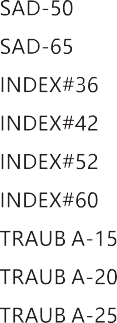 SAD-50
SAD-65
INDEX#36
INDEX#42
INDEX#52
INDEX#60
TRAUB A-15
TRAUB A-20
TRAUB A-25